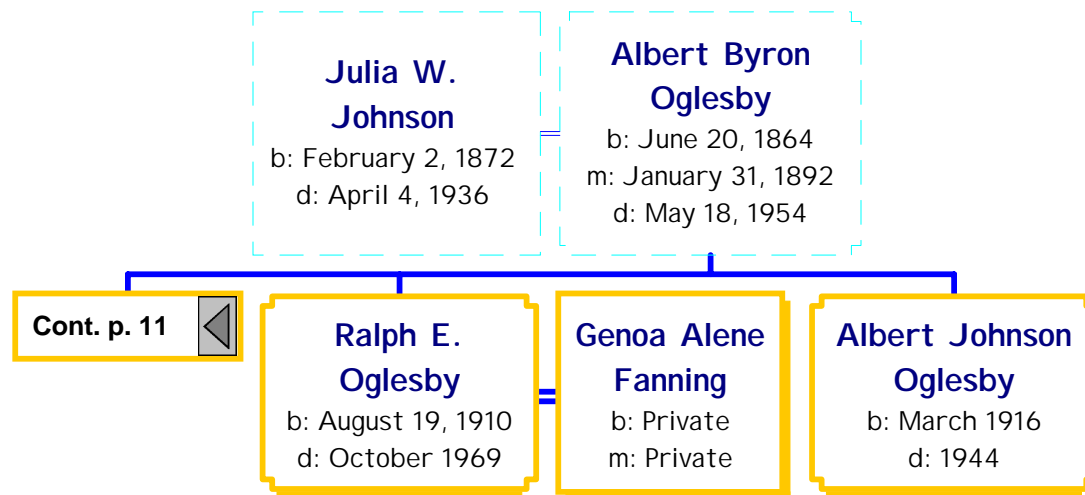 Julia W.
Johnson
b: February 2, 1872
d: April 4, 1936
Albert Byron
Oglesby
b: June 20, 1864
m: January 31, 1892
d: May 18, 1954
Cont. p. 11
Ralph E.
Oglesby
b: August 19, 1910
d: October 1969
Genoa Alene
Fanning
b: Private
m: Private
Albert Johnson
Oglesby
b: March 1916
d: 1944